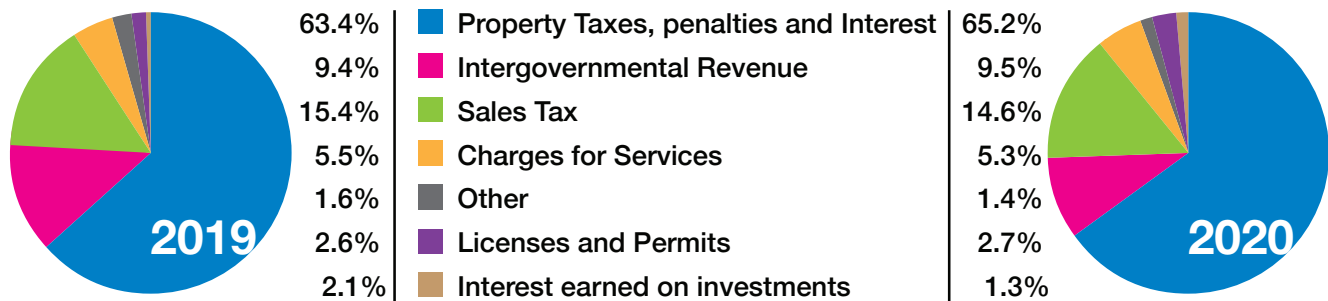 63.4% Property Taxes, penalties and Interest 65.2%
9.4% Intergovernmental Revenue 9.5%
15.4% Sales Tax 14.6%
5.5% Charges for Services 5.3%
1.6% Other 1.4%
2019 2.6% Licenses and Permits 2.7% 2020
2.1% Interest earned on investments 1.3%